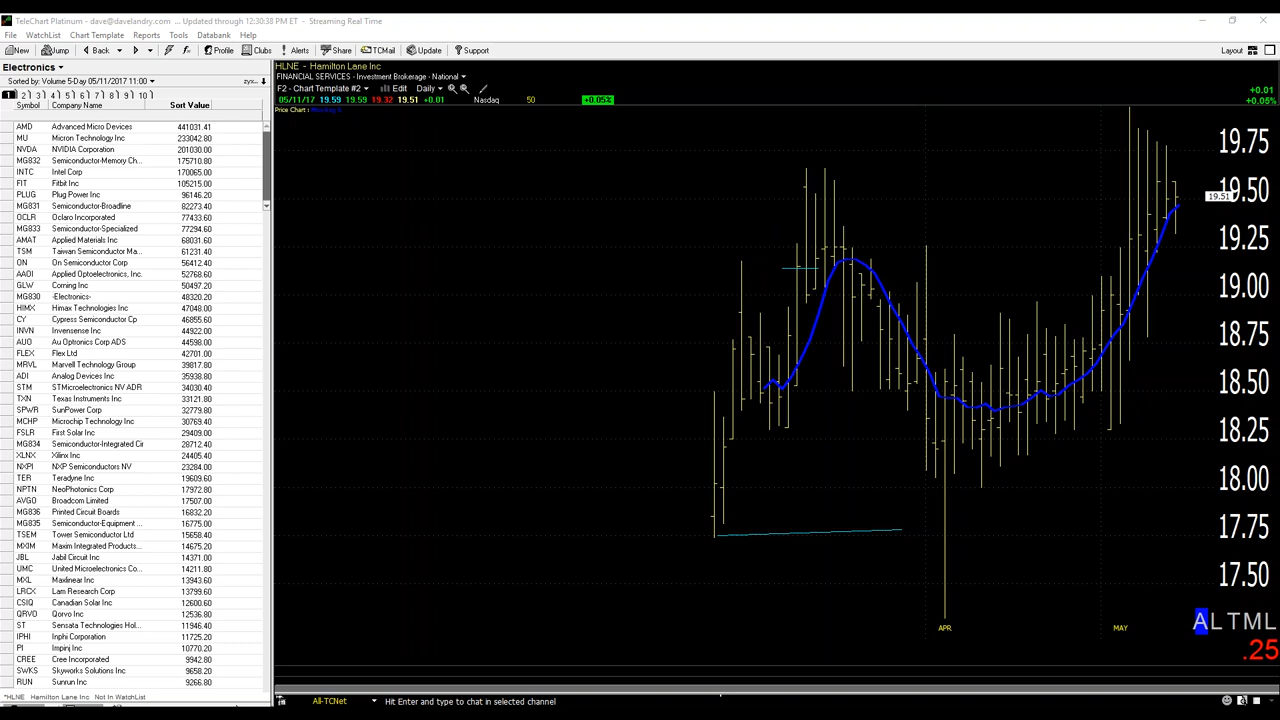 TeleChart Platinum - dave@davelandry.com ... Updated through 12:30:38 PM ET - Streaming Real Time
File WatchList Chart Template Reports Tools Databank Help
New Jump Back Profile Clubs Alerts Share TCMail Update Support Layout
Electronics
Sorted by: Volume 5-Day 05/11/2017 11:00 zyx...
1 2 3 4 5 6 7 8 9 10
Symbol Company Name Sort Value
AMD Advanced Micro Devices 441031.41
MU Micron Technology Inc 233042.80
NVDA NVIDIA Corporation 201030.00
MG832 Semiconductor-Memory Ch... 175710.80
INTC Intel Corp 170065.00
FIT Fitbit Inc 105215.00
PLUG Plug Power Inc 96146.20
MG831 Semiconductor-Broadline 82273.40
OCLR Oclaro Incorporated 77433.60
MG833 Semiconductor-Specialized 77294.60
AMAT Applied Materials Inc 68031.60
TSM Taiwan Semiconductor Ma... 61231.40
ON On Semiconductor Corp 56412.40
AAOI Applied Optoelectronics, Inc. 52768.60
GLW Corning Inc 50497.20
MG830 -Electronics- 48320.20
HIMX Himax Technologies Inc 47048.00
CY Cypress Semiconductor Cp 46319.60
INVN Invensense Inc 44922.00
AUO Au Optronics Corp ADS 44598.00
FLEX Flex Ltd 42701.00
MRVL Marvell Technology Group 39817.80
ADI Analog Devices Inc 35938.80
STM STMicroelectronics NV ADR 34030.40
TXN Texas Instruments Inc 33121.80
SPWR SunPower Corp 32779.80
MCHP Microchip Technology Inc 30769.40
FSLR First Solar Inc 29409.00
MG834 Semiconductor-Integrated Cir 28712.40
XLNX Xilinx Inc 24405.40
NXPI NXP Semiconductors NV 23284.00
TER Teradyne Inc 19609.60
NPTN NeoPhotonics Corp 17972.80
AVGO Broadcom Limited 17507.00
MG836 Printed Circuit Boards 16832.20
MG835 Semiconductor-Equipment ... 16775.00
TSEM Tower Semiconductor Ltd 15658.40
MXIM Maxim Integrated Products... 14675.20
JBL Jabil Circuit Inc 14371.00
UMC United Microelectronics 14211.80
MXL Maxlinear Inc 13943.60
LRCX Lam Research Corp 13799.60
CSIQ Canadian Solar Inc 12600.60
QRVO Qorvo Inc 12536.80
ST Sensata Technologies Hol... 11946.40
IPHI Inphi Corporation 11725.20
PI Impinj Inc 10770.20
CREE Cree Incorporated 9942.80
SWKS Skyworks Solutions Inc 9658.20
RUN Sunrun Inc 9266.80
*HLNE Hamilton Lane Inc Not In WatchList
HLNE - Hamilton Lane Inc
FINANCIAL SERVICES - Investment Brokerage - National
F2 - Chart Template #2 Edit Daily
05/11/17 19.59 19.59 19.32 19.51 +0.01 Nasdaq 50 +0.05%
+0.01
+0.05%
Price Chart
19.75
19.50
19.51
19.25
19.00
18.75
18.50
18.25
18.00
17.75
17.50
ALTML
.25
APR MAY
All-TCNet Hit Enter and type to chat in selected channel